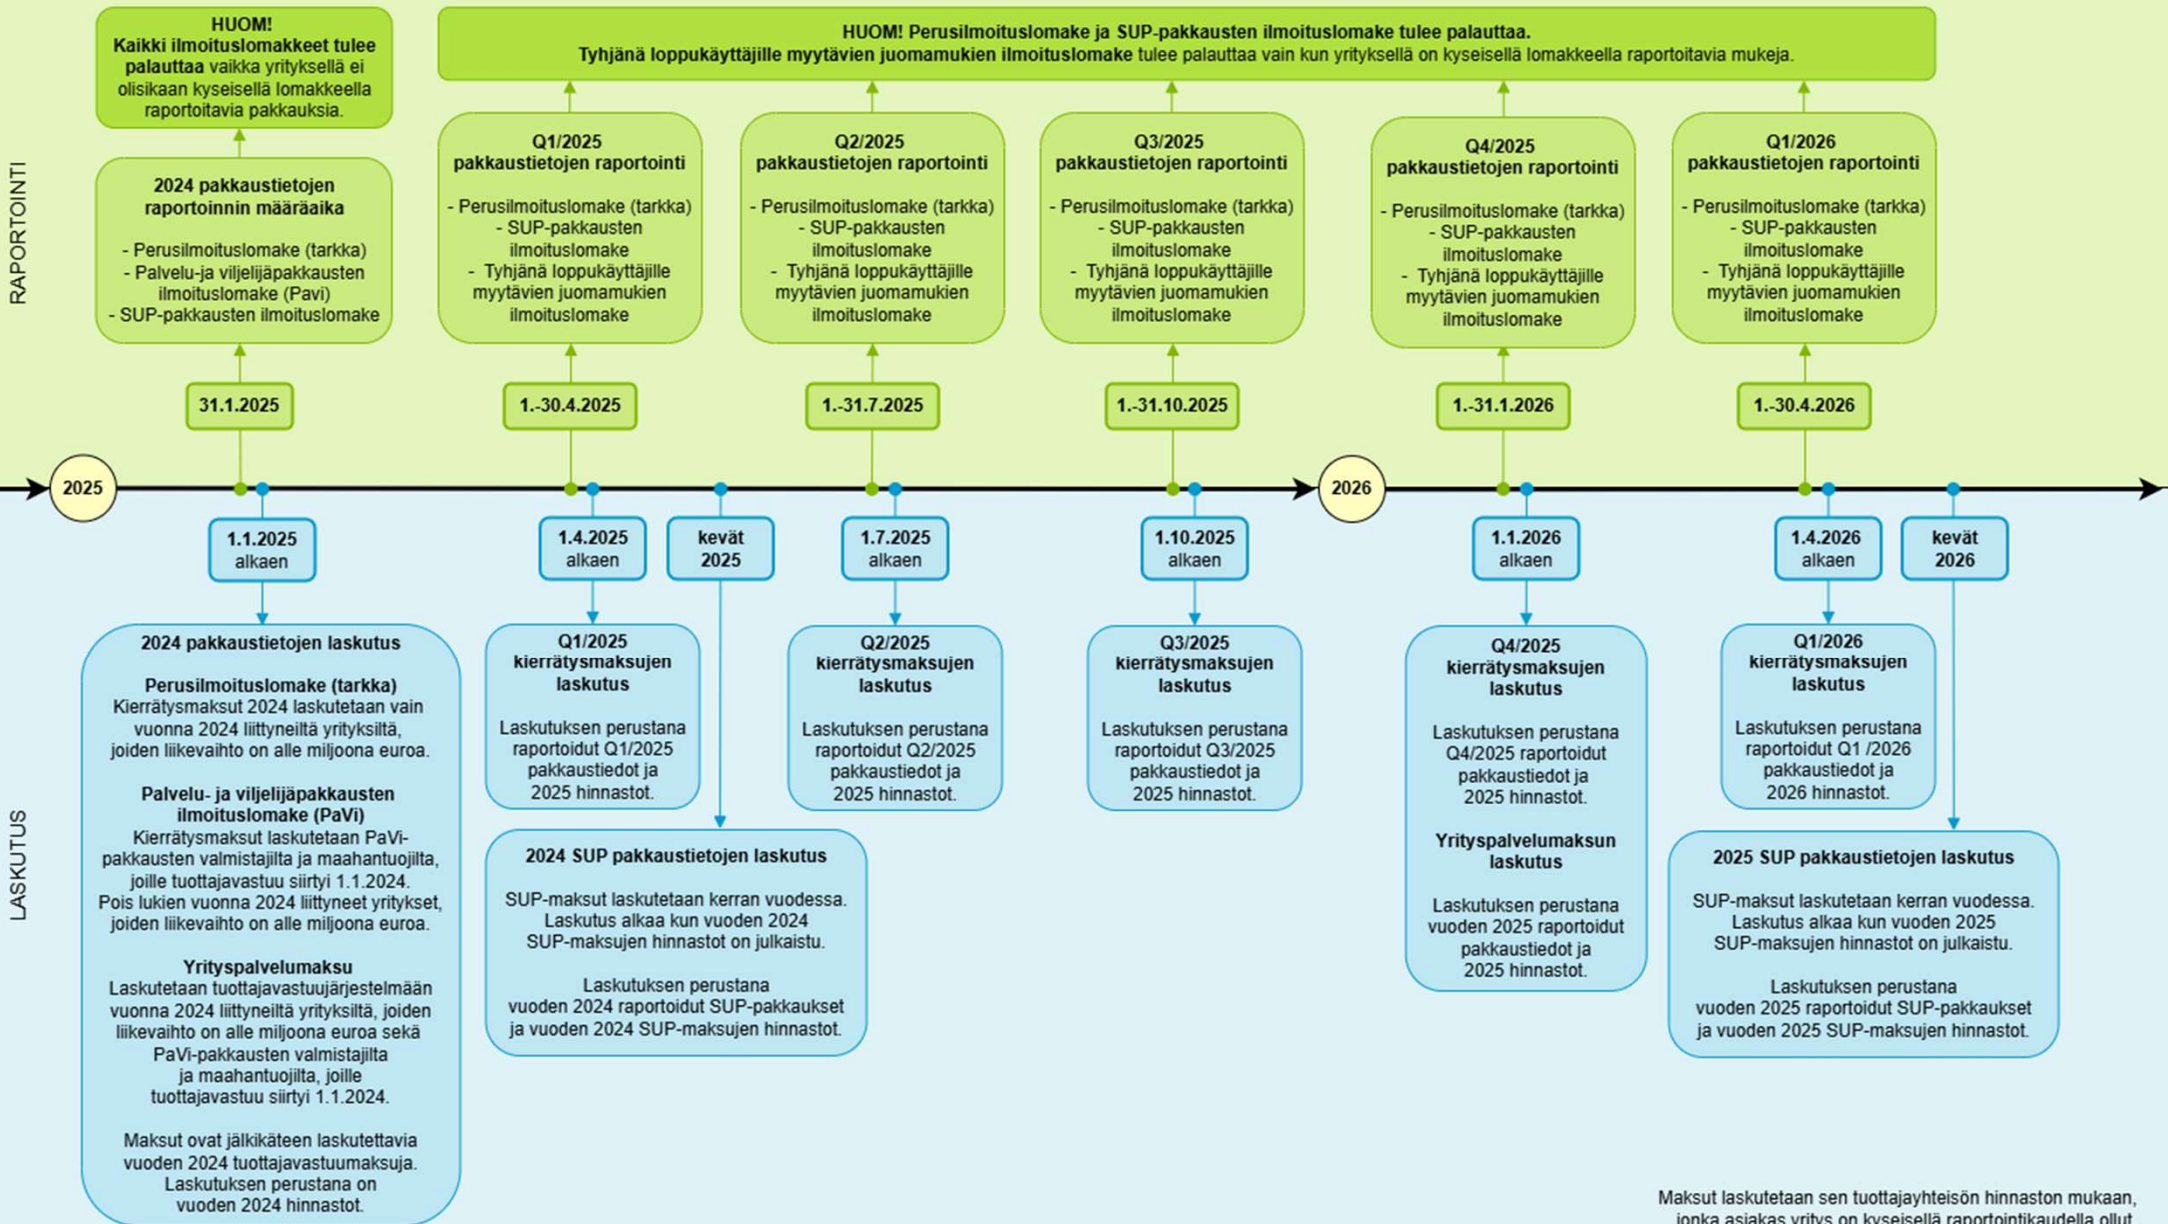 HUOM!
Kaikki ilmoituslomakkeet tulee
palauttaa vaikka yrityksellä ei
olisikaan kyseisellä lomakkeella
raportoitavia pakkauksia.
HUOM! Perusilmoituslomake ja SUP-pakkausten ilmoituslomake tulee palauttaa.
Tyhjänä loppukäyttäjille myytävien juomamukien ilmoituslomake tulee palauttaa vain kun yrityksellä on kyseisellä lomakkeella raportoitavia mukeja.
RAPORTOINTI
2024 pakkaustietojen
raportoinnin määräaika
- Perusilmoituslomake (tarkka)
- Palvelu-ja viljelijäpakkausten
ilmoituslomake (Pavi)
- SUP-pakkausten ilmoituslomake
Q1/2025
pakkaustietojen raportointi
- Perusilmoituslomake (tarkka)
- SUP-pakkausten
ilmoituslomake
- Tyhjänä loppukäyttäjille
myytävien juomamukien
ilmoituslomake
Q2/2025
pakkaustietojen raportointi
- Perusilmoituslomake (tarkka)
- SUP-pakkausten
ilmoituslomake
- Tyhjänä loppukäyttäjille
myytävien juomamukien
ilmoituslomake
Q3/2025
pakkaustietojen raportointi
- Perusilmoituslomake (tarkka)
- SUP-pakkausten
ilmoituslomake
- Tyhjänä loppukäyttäjille
myytävien juomamukien
ilmoituslomake
Q4/2025
pakkaustietojen raportointi
- Perusilmoituslomake (tarkka)
- SUP-pakkausten
ilmoituslomake
- Tyhjänä loppukäyttäjille
myytävien juomamukien
ilmoituslomake
Q1/2026
pakkaustietojen raportointi
- Perusilmoituslomake (tarkka)
- SUP-pakkausten
ilmoituslomake
- Tyhjänä loppukäyttäjille
myytävien juomamukien
ilmoituslomake
31.1.2025
1.-30.4.2025
1.-31.7.2025
1.-31.10.2025
1.-31.1.2026
1.-30.4.2026
2025
2026
LASKUTUS
1.1.2025
alkaen
1.4.2025
alkaen
kevät
2025
1.7.2025
alkaen
1.10.2025
alkaen
1.1.2026
alkaen
1.4.2026
alkaen
kevät
2026
2024 pakkaustietojen laskutus
Perusilmoituslomake (tarkka)
Kierrätysmaksut 2024 laskutetaan vain
vuonna 2024 liittyneiltä yrityksiltä,
joiden liikevaihto on alle miljoona euroa.
Palvelu- ja viljelijäpakkausten
ilmoituslomake (PaVi)
Kierrätysmaksut laskutetaan PaVi-
pakkausten valmistajilta ja maahantuojilta,
joille tuottajavastuu siirtyi 1.1.2024.
Pois lukien vuonna 2024 liittyneet yritykset,
joiden liikevaihto on alle miljoona euroa.
Yrityspalvelumaksu
Laskutetaan tuottajavastuujärjestelmään
vuonna 2024 liittyneiltä yrityksiltä, joiden
liikevaihto on alle miljoona euroa sekä
PaVi-pakkausten valmistajilta
ja maahantuojilta, joille
tuottajavastuu siirtyi 1.1.2024.
Maksut ovat jälkikäteen laskutettavia
vuoden 2024 tuottajavastuumaksuja.
Laskutuksen perustana on
vuoden 2024 hinnastot.
Q1/2025
kierrätysmaksujen
laskutus
Laskutuksen perustana
raportoidut Q1/2025
pakkaustiedot ja
2025 hinnastot.
2024 SUP pakkaustietojen laskutus
SUP-maksut laskutetaan kerran vuodessa.
Laskutus alkaa kun vuoden 2024
SUP-maksujen hinnastot on julkaistu.
Laskutuksen perustana
vuoden 2024 raportoidut SUP-pakkaukset
ja vuoden 2024 SUP-maksujen hinnastot.
Q2/2025
kierrätysmaksujen
laskutus
Laskutuksen perustana
raportoidut Q2/2025
pakkaustiedot ja
2025 hinnastot.
Q3/2025
kierrätysmaksujen
laskutus
Laskutuksen perustana
raportoidut Q3/2025
pakkaustiedot ja
2025 hinnastot.
Q4/2025
kierrätysmaksujen
laskutus
Laskutuksen perustana
Q4/2025 raportoidut
pakkaustiedot ja
2025 hinnastot.
Yrityspalvelumaksun
laskutus
Laskutuksen perustana
vuoden 2025 raportoidut
pakkaustiedot ja
2025 hinnastot.
Q1/2026
kierrätysmaksujen
laskutus
Laskutuksen perustana
raportoidut Q1 /2026
pakkaustiedot ja
2026 hinnastot.
2025 SUP pakkaustietojen laskutus
SUP-maksut laskutetaan kerran vuodessa.
Laskutus alkaa kun vuoden 2025
SUP-maksujen hinnastot on julkaistu.
Laskutuksen perustana
vuoden 2025 raportoidut SUP-pakkaukset
ja vuoden 2025 SUP-maksujen hinnastot.
Maksut laskutetaan sen tuottajayhteisön hinnaston mukaan,
jonka asiakas yritys on kyseisellä raportointikaudella ollut